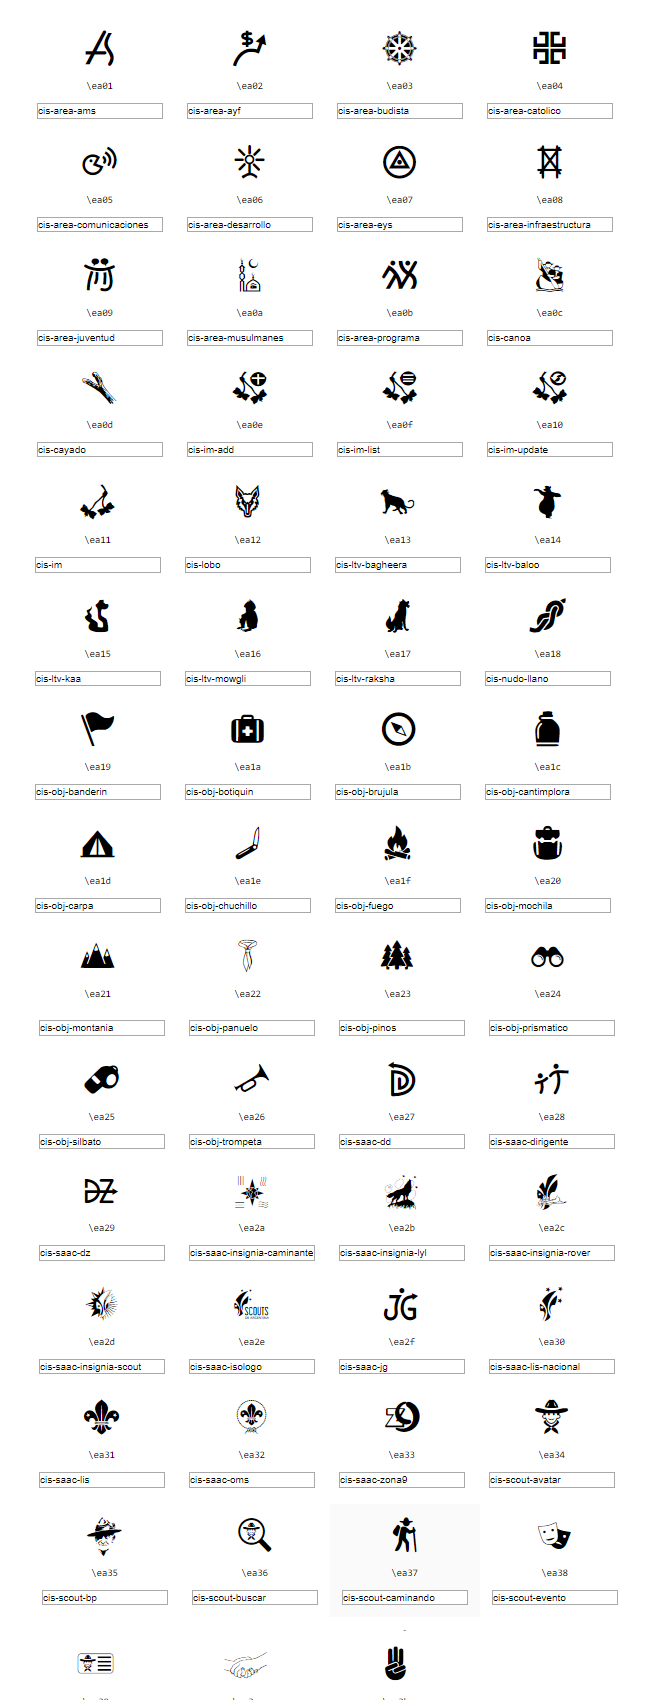 \ea01 \ea02 \ea03 \ea04
cis-area-ams cis-area-ayf cis-area-budista cis-area-catolico
\ea05 \ea06 \ea07 \ea08
cis-area-comunicaciones cis-area-desarrollo cis-area-eys cis-area-infraestructura
\ea09 \ea0a \ea0b \ea0c
cis-area-juventud cis-area-musulmanes cis-area-programa cis-canoa
\ea0d \ea0e \ea0f \ea10
cis-cayado cis-im-add cis-im-list cis-im-update
\ea11 \ea12 \ea13 \ea14
cis-im cis-lobo cis-ltv-bagheera cis-ltv-baloo
\ea15 \ea16 \ea17 \ea18
cis-ltv-kaa cis-ltv-mowgli cis-ltv-raksha cis-nudo-llano
\ea19 \ea1a \ea1b \ea1c
cis-obj-banderin cis-obj-botiquin cis-obj-brujula cis-obj-cantimplora
\ea1d \ea1e \ea1f \ea20
cis-obj-carpa cis-obj-chuchillo cis-obj-fuego cis-obj-mochila
\ea21 \ea22 \ea23 \ea24
cis-obj-montania cis-obj-panuelo cis-obj-pinos cis-obj-prismatico
\ea25 \ea26 \ea27 \ea28
cis-obj-silbato cis-obj-trompeta cis-saac-dd cis-saac-dirigente
\ea29 \ea2a \ea2b \ea2c
cis-saac-dz cis-saac-insignia-caminante cis-saac-insignia-lyl cis-saac-insignia-rover
SCOUTS
DE ARGENTINA
JG
\ea2d \ea2e \ea2f \ea30
cis-saac-insignia-scout cis-saac-isologo cis-saac-jg cis-saac-lis-nacional
\ea31 \ea32 \ea33 \ea34
cis-saac-lis cis-saac-oms cis-saac-zona9 cis-scout-avatar
\ea35 \ea36 \ea37 \ea38
cis-scout-bp cis-scout-buscar cis-scout-caminando cis-scout-evento